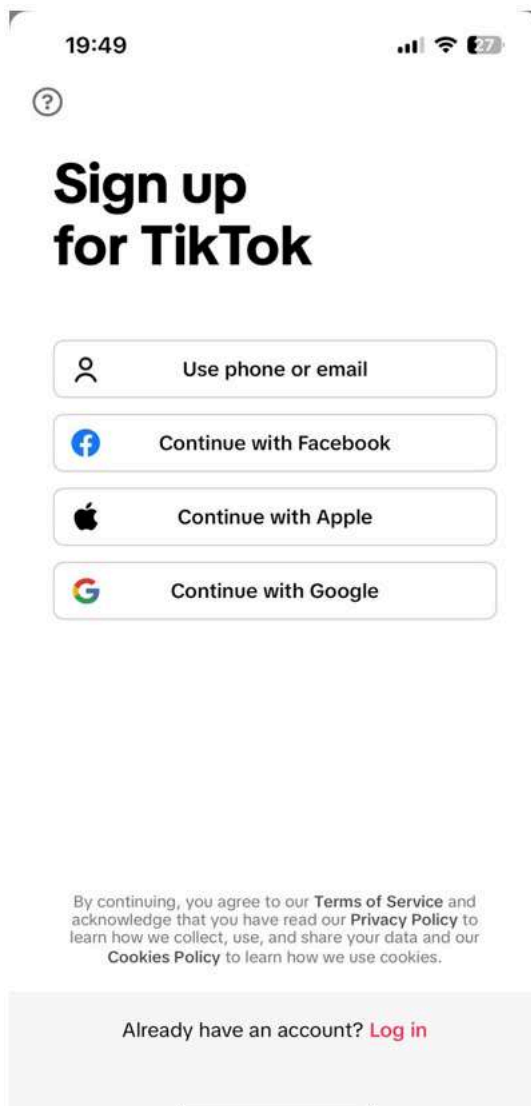 19:49
27
?
Sign up
for TikTok
Use phone or email
Continue with Facebook
Continue with Apple
Continue with Google
By continuing, you agree to our Terms of Service and
acknowledge that you have read our Privacy Policy to
learn how we collect, use, and share your data and our
Cookies Policy to learn how we use cookies.
Already have an account? Log in